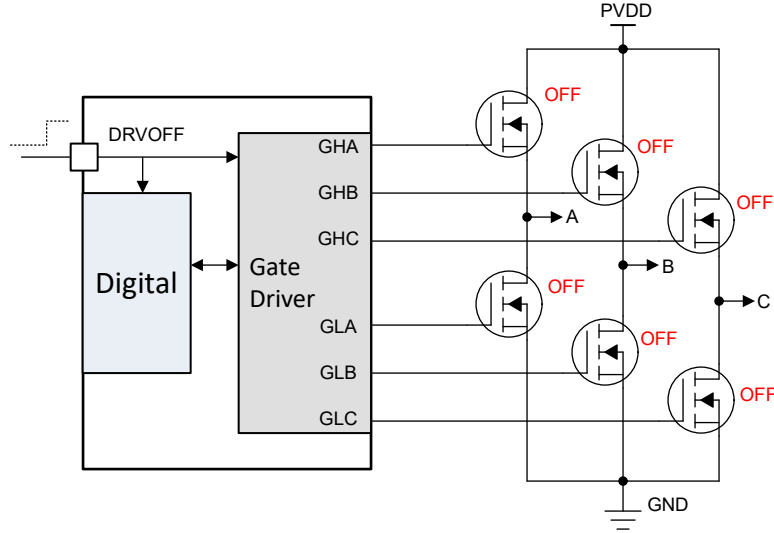 PVDD
OFF
DRVOFF
GHA
OFF
GHB
OFF
A
GHC
Digital
Gate
Driver
B
OFF
C
GLA
OFF
GLB
OFF
GLC
GND